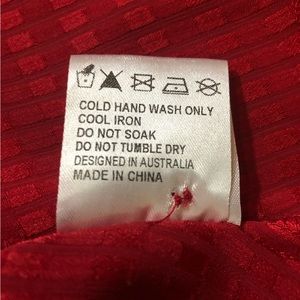 COLD HAND WASH ONLY
COOL IRON
DO NOT SOAK
DO NOT TUMBLE DRY
DESIGNED IN AUSTRALIA
MADE IN CHINA